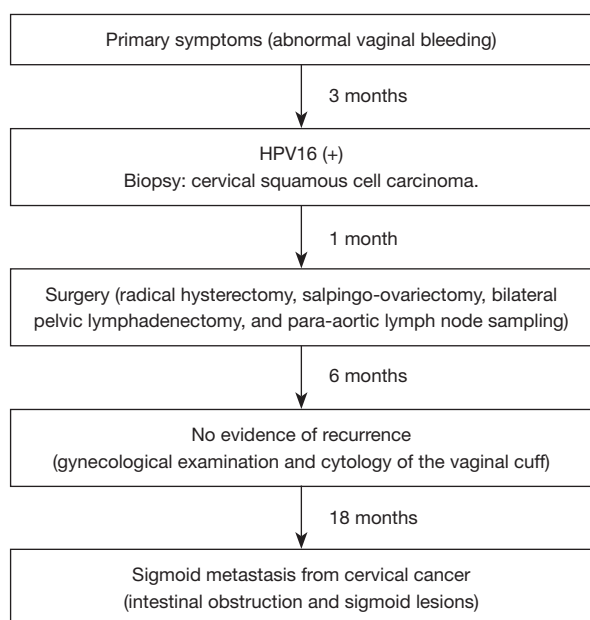 Primary symptoms (abnormal vaginal bleeding)
3 months
HPV16 (+)
Biopsy: cervical squamous cell carcinoma.
1 month
Surgery (radical hysterectomy, salpingo-ovariectomy, bilateral
pelvic lymphadenectomy, and para-aortic lymph node sampling)
6 months
No evidence of recurrence
(gynecological examination and cytology of the vaginal cuff)
18 months
Sigmoid metastasis from cervical cancer
(intestinal obstruction and sigmoid lesions)